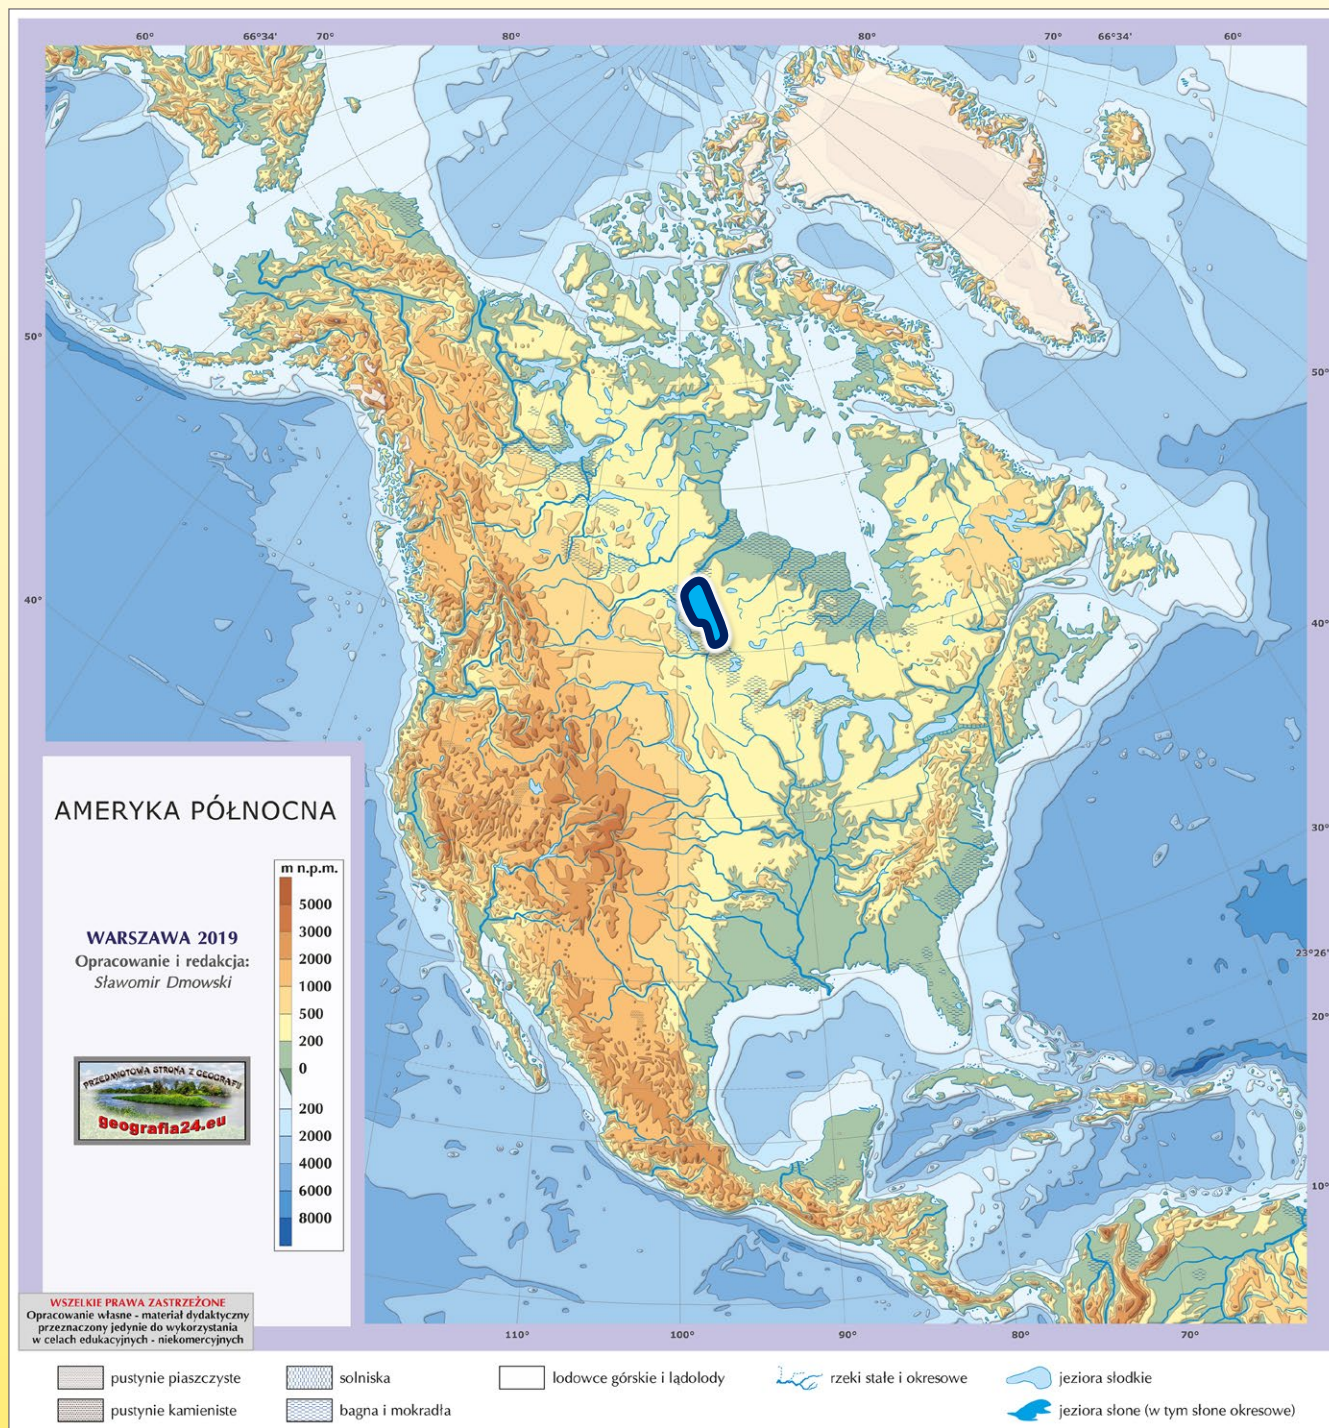 60° 66°34' 70° 80° 80° 70° 66°34' 60°
50°
50°
40°
40°
30°
23°26'
20°
10°
AMERYKA PÓŁNOCNA
WARSZAWA 2019
Opracowanie i redakcja:
Sławomir Dmowski
PRZEDMIOTOWA STRONA Z GEOGRAFII
geografia24.eu
m n.p.m.
5000
3000
2000
1000
500
200
0
200
2000
4000
6000
8000
WSZELKIE PRAWA ZASTRZEŻONE
Opracowanie własne - materiał dydaktyczny
przeznaczony jedynie do wykorzystania
w celach edukacyjnych - niekomercyjnych
110° 100° 90° 80° 70°
pustynie piaszczyste solniska lodowce górskie i lądolody rzeki stałe i okresowe jeziora słodkie
pustynie kamieniste bagna i mokradła jeziora słone (w tym słone okresowe)